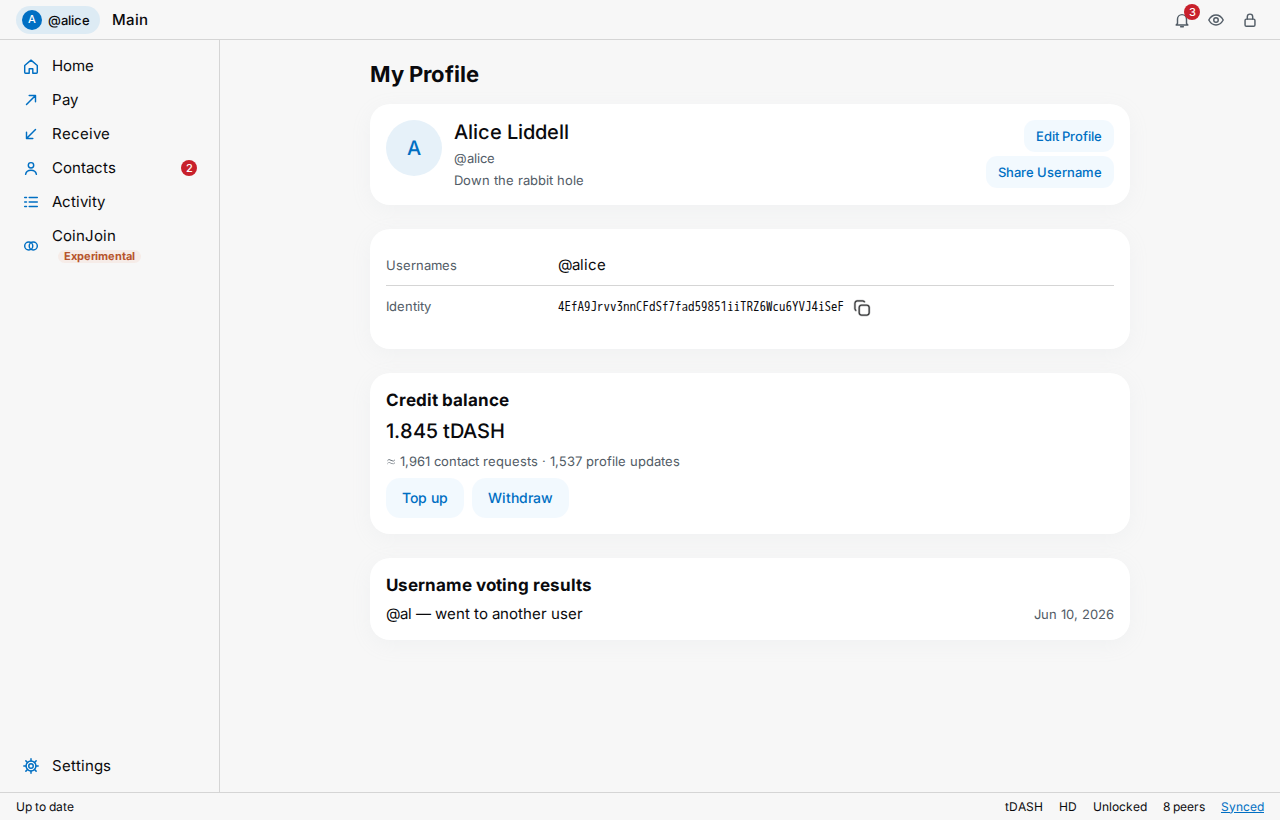 A @alice Main 3
Home
Pay
Receive
Contacts 2
Activity
CoinJoin
Experimental
Settings
My Profile
A
Alice Liddell
@alice
Down the rabbit hole
Edit Profile
Share Username
Usernames @alice
Identity 4EfA9Jrvv3nnCFdSf7fad59851iiTRZ6Wcu6YVJ4iSeF
Credit balance
1.845 tDASH
≈ 1,961 contact requests · 1,537 profile updates
Top up Withdraw
Username voting results
@al — went to another user Jun 10, 2026
Up to date tDASH HD Unlocked 8 peers Synced